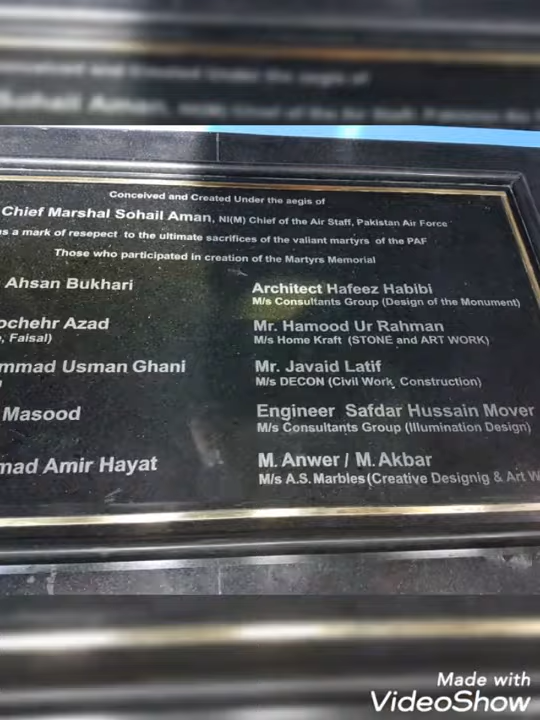 Conceived and Created Under the aegis of
Chief Marshal Sohail Aman, NI(M) Chief of the Air Staff, Pakistan Air Force
as a mark of resepect to the ultimate sacrifices of the valiant martyrs of the PAF
Those who participated in creation of the Martyrs Memorial
Ahsan Bukhari
Architect Hafeez Habibi
M/s Consultants Group (Design of the Monument)
Azad
Faisal)
Mr. Hamood Ur Rahman
M/s Home Kraft (STONE and ART WORK)
Usman Ghani
Mr. Javaid Latif
M/s DECON (Civil Work, Construction)
Masood
Engineer Safdar Hussain Mover
M/s Consultants Group (Illumination Design)
Amir Hayat
M. Anwer / M. Akbar
M/s A.S. Marbles (Creative Designig & Art
Made with
VideoShow